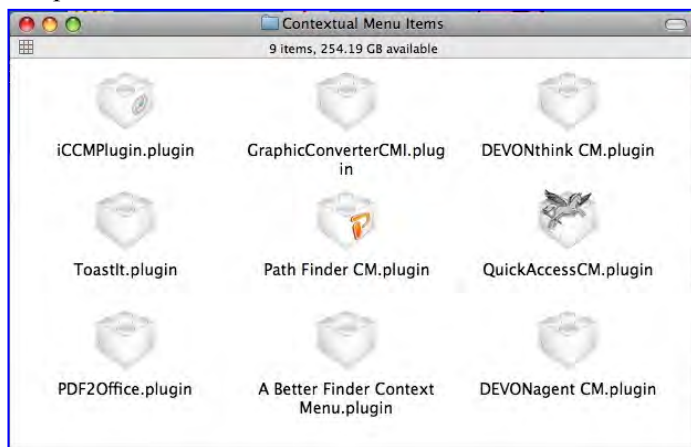 Contextual Menu Items
9 items, 254.19 GB available
iCCMPlugin.plugin
GraphicConverterCMI.plug
in
DEVONthink CM.plugin
ToastIt.plugin
Path Finder CM.plugin
QuickAccessCM.plugin
PDF2Office.plugin
A Better Finder Context
Menu.plugin
DEVONagent CM.plugin